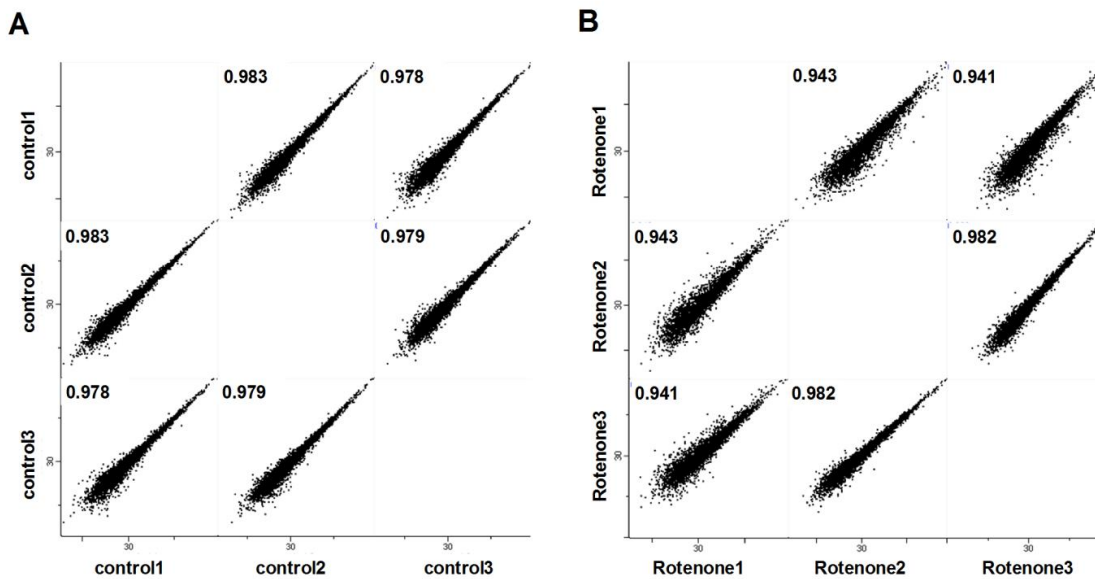 A
B
0.983
0.978
control1
30
0.943
0.941
Rotenone1
30
0.983
0.979
control2
30
0.943
0.982
Rotenone2
30
0.978
0.979
control3
30
0.941
0.982
Rotenone3
30
30
30
30
control1
control2
control3
30
30
30
Rotenone1
Rotenone2
Rotenone3